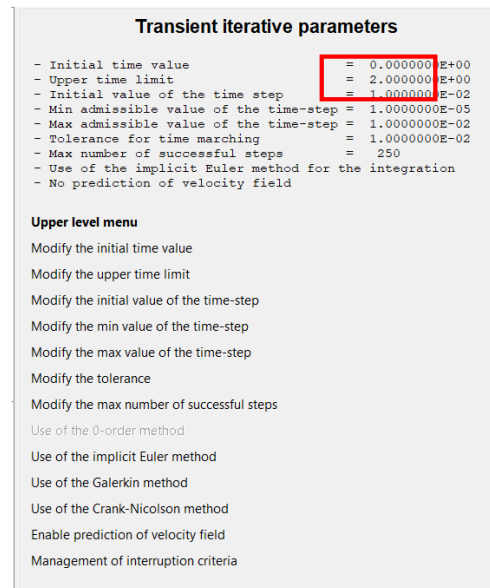 Transient iterative parameters
- Initial time value = 0.0000000E+00
- Upper time limit = 2.0000000E+00
- Initial value of the time step = 1.0000000E-02
- Min admissible value of the time-step = 1.0000000E-05
- Max admissible value of the time-step = 1.0000000E-02
- Tolerance for time marching = 1.0000000E-02
- Max number of successful steps = 250
- Use of the implicit Euler method for the integration
- No prediction of velocity field
Upper level menu
Modify the initial time value
Modify the upper time limit
Modify the initial value of the time-step
Modify the min value of the time-step
Modify the max value of the time-step
Modify the tolerance
Modify the max number of successful steps
Use of the 0-order method
Use of the implicit Euler method
Use of the Galerkin method
Use of the Crank-Nicolson method
Enable prediction of velocity field
Management of interruption criteria